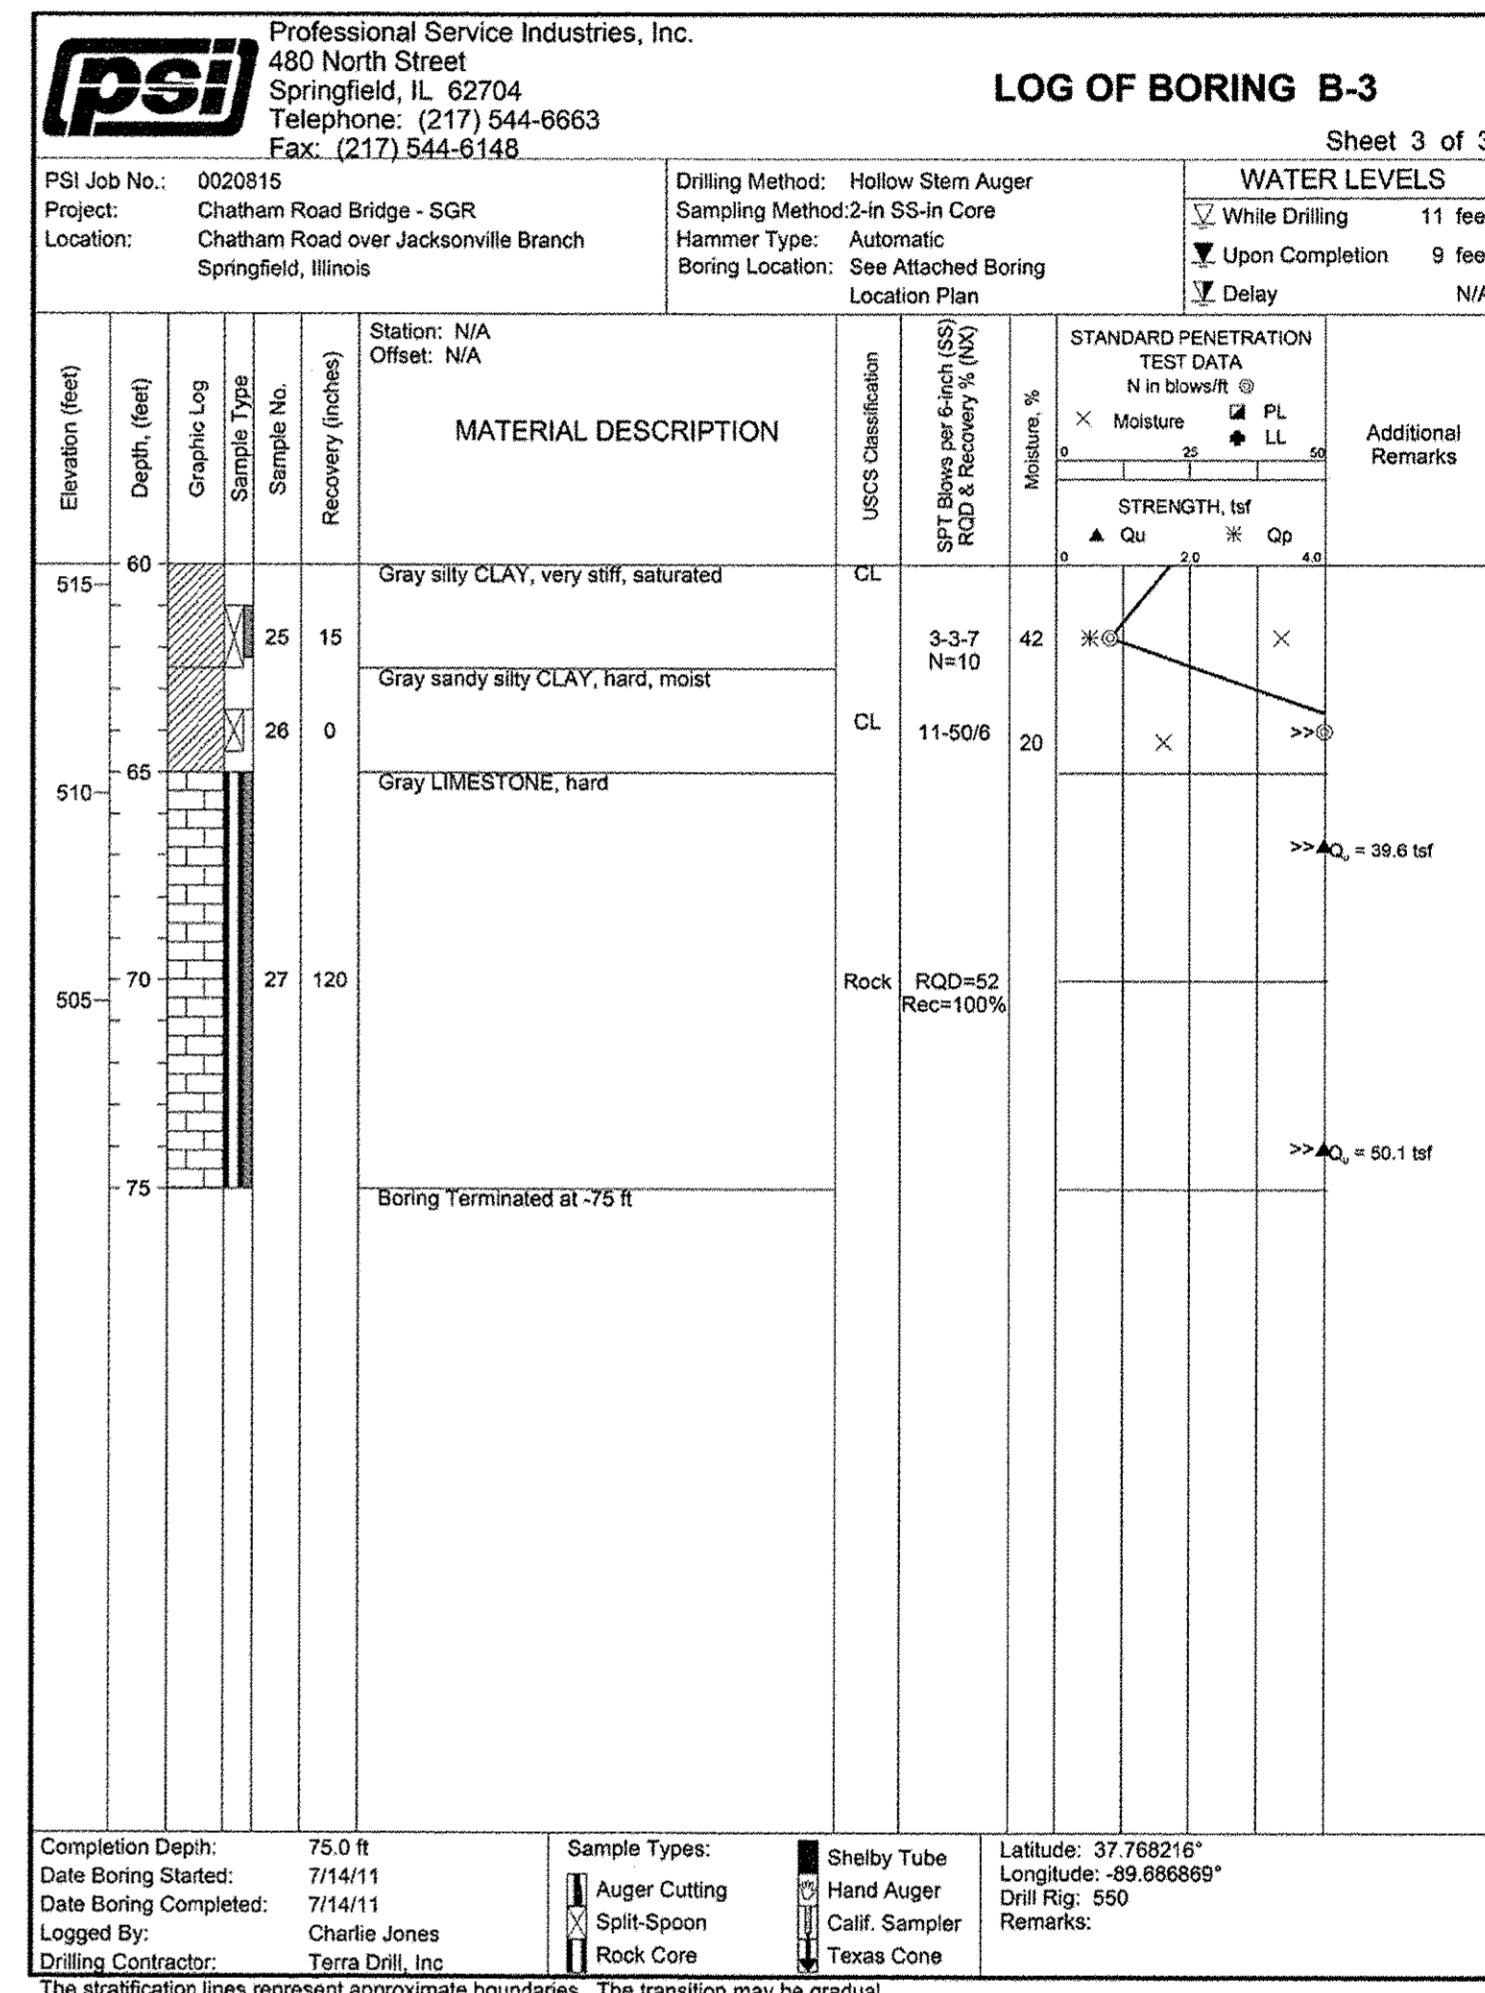 psi
Professional Service Industries, Inc.
480 North Street
Springfield, IL 62704
Telephone: (217) 544-6663
Fax: (217) 544-6148
LOG OF BORING B-3
Sheet 3 of 3
PSI Job No.: 0020815
Project: Chatham Road Bridge - SGR
Location: Chatham Road over Jacksonville Branch
Springfield, Illinois
Drilling Method: Hollow Stem Auger
Sampling Method:2-in SS-in Core
Hammer Type: Automatic
Boring Location: See Attached Boring
Location Plan
WATER LEVELS
While Drilling 11 fee
Upon Completion 9 fee
Delay N/A
Elevation (feet)
Depth, (feet)
Graphic Log
Sample Type
Sample No.
Recovery (inches)
Station: N/A
Offset: N/A
MATERIAL DESCRIPTION
USCS Classification
SPT Blows per 6-inch (SS)
RQD & Recovery % (NX)
Moisture, %
STANDARD PENETRATION
TEST DATA
N in blows/ft
Moisture PL
LL
0 25 50
STRENGTH, tsf
Qu Qp
0 2.0 4.0
Additional
Remarks
60
Gray silty CLAY, very stiff, saturated CL
515
25 15 3-3-7 42
N=10
Gray sandy silty CLAY, hard, moist
26 0 CL 11-50/6 20 >>
65
Gray LIMESTONE, hard
510
>> Qu = 39.6 tsf
70 27 120 Rock RQD=52
505 Rec=100%
>> Qu = 50.1 tsf
75
Boring Terminated at -75 ft
Completion Depth: 75.0 ft
Date Boring Started: 7/14/11
Date Boring Completed: 7/14/11
Logged By: Charlie Jones
Drilling Contractor: Terra Drill, Inc
Sample Types:
Auger Cutting
Split-Spoon
Rock Core
Shelby Tube
Hand Auger
Calif. Sampler
Texas Cone
Latitude: 37.768216°
Longitude: -89.686869°
Drill Rig: 550
Remarks:
The stratification lines represent approximate boundaries. The transition may be gradual.